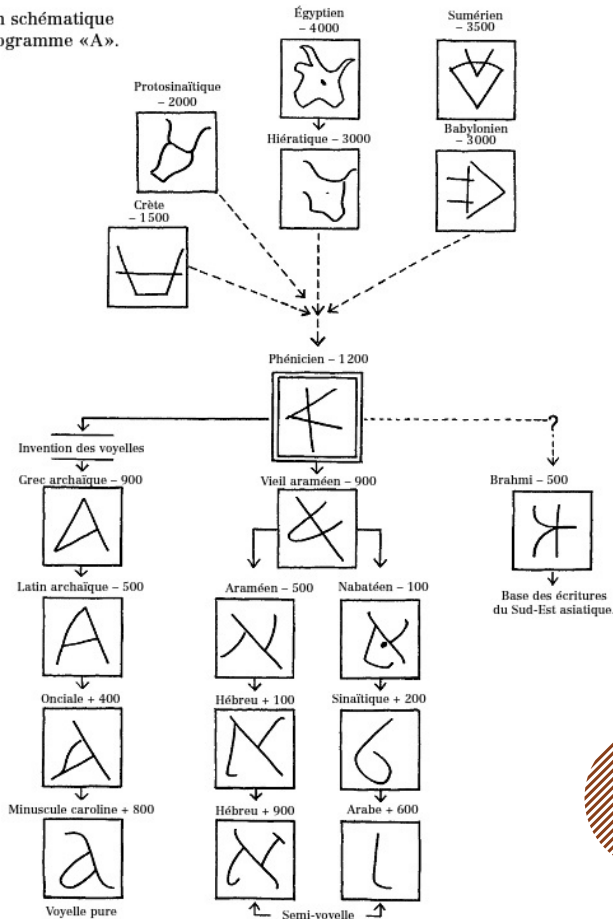 n schématique
ogramme «A».
Égyptien
– 4000
Sumérien
– 3500
Protosinaïtique
– 2000
Hiératique – 3000
Babylonien
– 3000
Crète
– 1500
Phénicien – 1200
?
Invention des voyelles
Grec archaïque – 900
Vieil araméen – 900
Brahmi – 500
Latin archaïque – 500
Araméen – 500
Nabatéen – 100
Base des écritures
du Sud-Est asiatique.
Onciale + 400
Hébreu + 100
Sinaïtique + 200
Minuscule caroline + 800
Hébreu + 900
Arabe + 600
Voyelle pure
Semi-voyelle